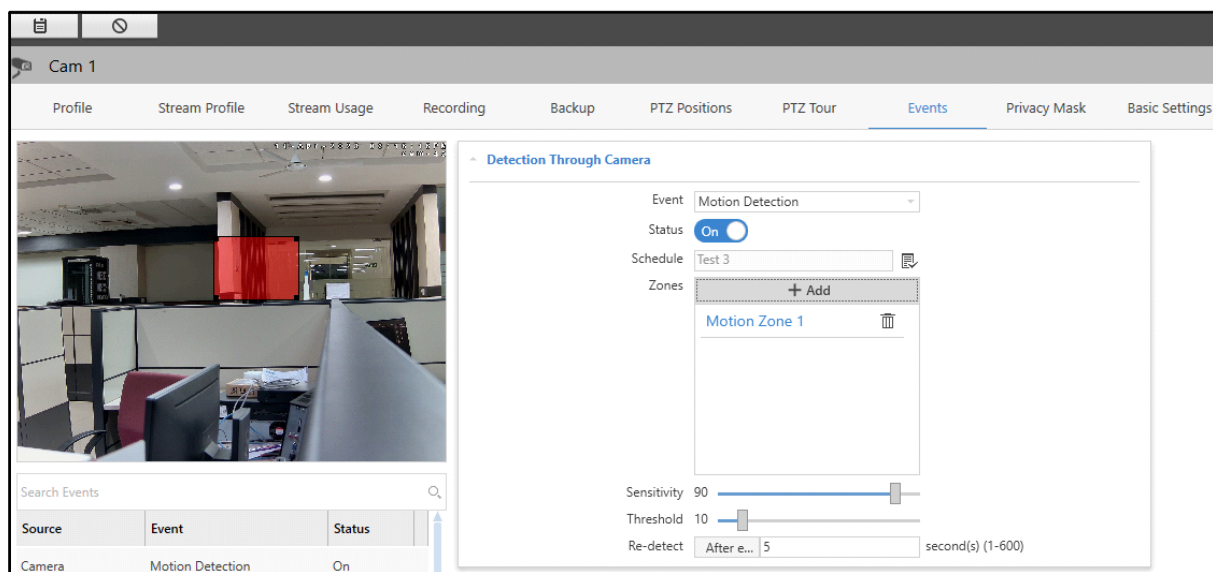 Cam 1
Profile Stream Profile Stream Usage Recording Backup PTZ Positions PTZ Tour Events Privacy Mask Basic Settings
Detection Through Camera
Event Motion Detection
Status On
Schedule Test 3
Zones + Add
Motion Zone 1
Sensitivity 90
Threshold 10
Re-detect After e... 5 second(s) (1-600)
Search Events
Source Event Status
Camera Motion Detection On